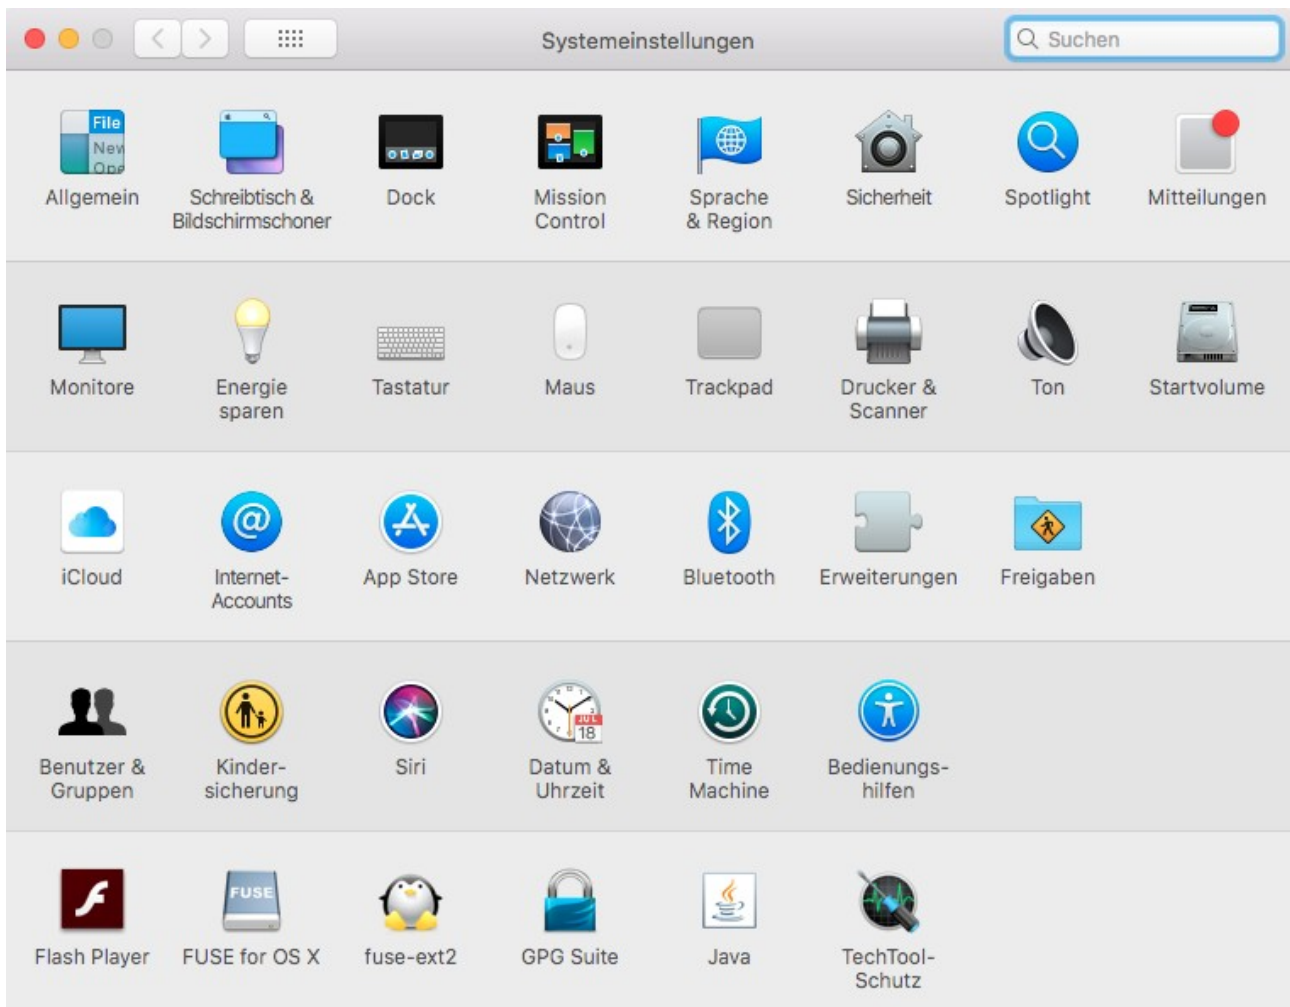 Systemeinstellungen
Suchen
File
New
Ope
Allgemein
Schreibtisch &
Bildschirmschoner
Dock
Mission
Control
Sprache
& Region
Sicherheit
Spotlight
Mitteilungen
Monitore
Energie
sparen
Tastatur
Maus
Trackpad
Drucker &
Scanner
Ton
Startvolume
iCloud
@
Internet-
Accounts
App Store
Netzwerk
Bluetooth
Erweiterungen
Freigaben
Benutzer &
Gruppen
Kinder-
sicherung
Siri
JUL
18
Datum &
Uhrzeit
Time
Machine
Bedienungs-
hilfen
Flash Player
FUSE
FUSE for OS X
fuse-ext2
GPG Suite
Java
TechTool-
Schutz